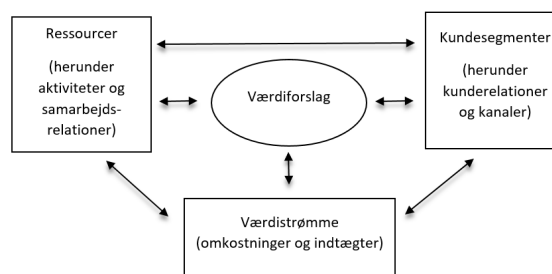 Ressourcer
(herunder
aktiviteter og
samarbejds-
relationer)
Værdiforslag
Kundesegmenter
(herunder
kunderelationer
og kanaler)
Værdistrømme
(omkostninger og indtægter)